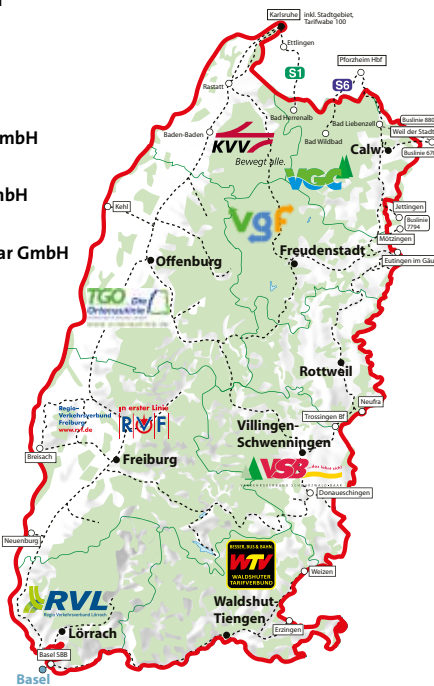 Karlsruhe
inkl. Stadtgebiet,
Tarifwabe 100
Ettlingen
S1
Pforzheim Hbf
S6
Rastatt
Bad Herrenalb
Bad Liebenzell
Buslinie 880
Weil der Stadt
Baden-Baden
KVV
Bewegt alle.
Bad Wildbad
Calw
Buslinie 670
mbH
VGC
bH
Kehl
vgf
Jettingen
Buslinie
7794
Mötzingen
ar GmbH
Offenburg
Freudenstadt
Eutingen im Gäu
TGO
Die
Ortenaulinie
Rottweil
Neufra
Regio-
Verkehrsverbund
Freiburg
www.rvf.de
in erster Linie
RVF
Trossingen Bf
Villingen-
Schwenningen
Breisach
Freiburg
VSB
VERKEHRSVERBUND SCHWARZWALD-BAAR
Donaueschingen
Neuenburg
BESSER, BUS & BAHN.
WTV
WALDSHUTER
TARIFVERBUND
Weizen
RVL
Regio Verkehrsverbund Lörrach
Waldshut-
Tiengen
Lörrach
Erzingen
Basel SBB
Basel